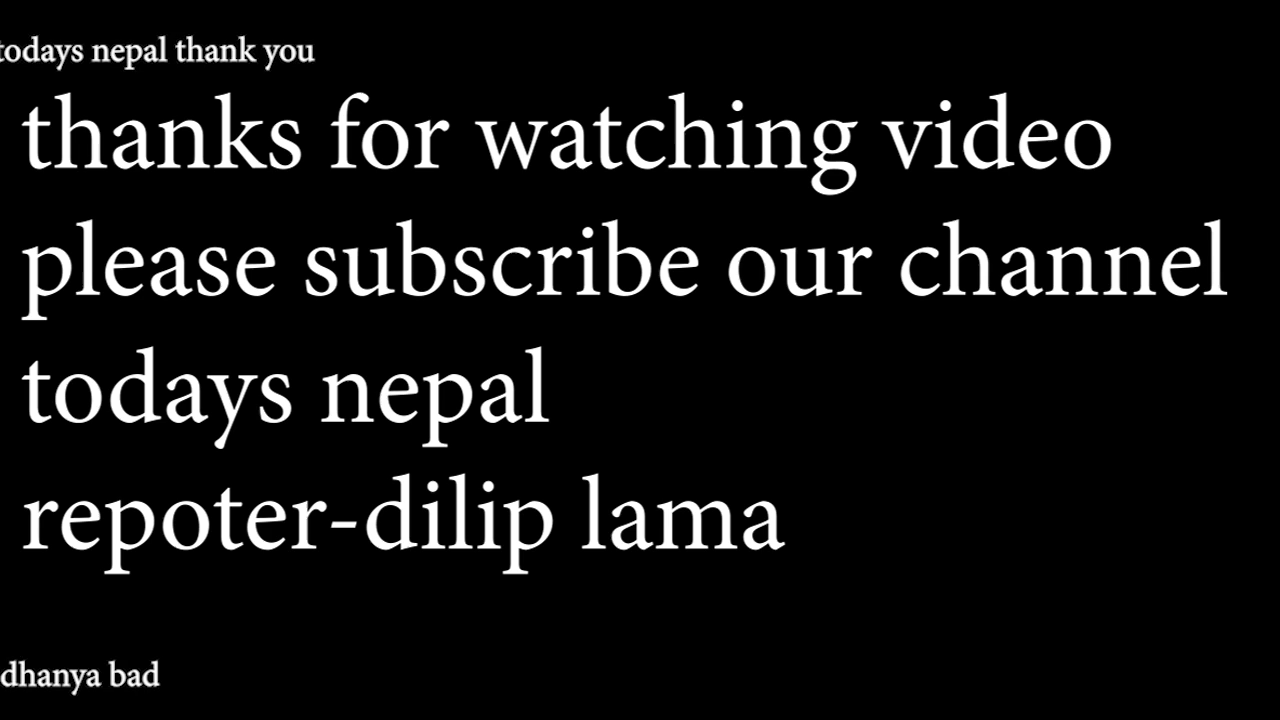 todays nepal thank you
thanks for watching video
please subscribe our channel
todays nepal
repoter-dilip lama
dhanya bad